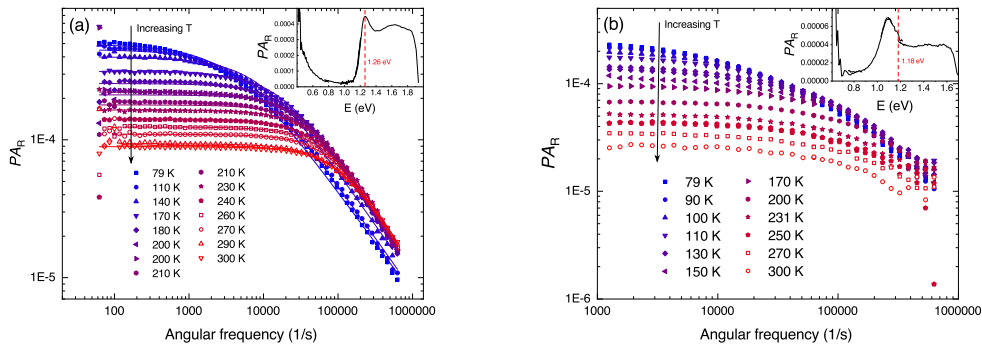 (a)
Increasing T
PA_R
0.0004
0.0003
0.0002
0.0001
0.0000
0.4 0.6 0.8 1.0 1.2 1.4 1.6 1.8
E (eV)
1.26 eV
PA_R
1E-4
1E-5
79 K
110 K
140 K
170 K
180 K
200 K
210 K
210 K
230 K
240 K
260 K
270 K
290 K
300 K
100 1000 10000 100000 1000000
Angular frequency (1/s)
(b)
Increasing T
PA_R
0.00006
0.00004
0.00002
0.00000
0.8 1.0 1.2 1.4 1.6
E (eV)
1.18 eV
PA_R
1E-4
1E-5
1E-6
79 K
90 K
100 K
110 K
130 K
150 K
170 K
200 K
231 K
250 K
270 K
300 K
1000 10000 100000 1000000
Angular frequency (1/s)